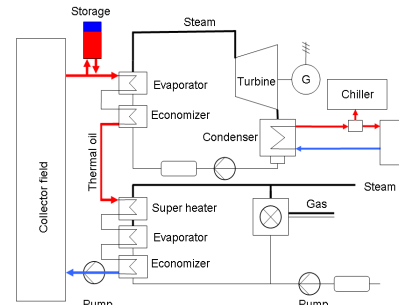 Storage
Steam
Evaporator
Turbine
G
Chiller
Economizer
Condenser
Thermal oil
Collector field
Steam
Super heater
Gas
Evaporator
Economizer
Pump
Pump